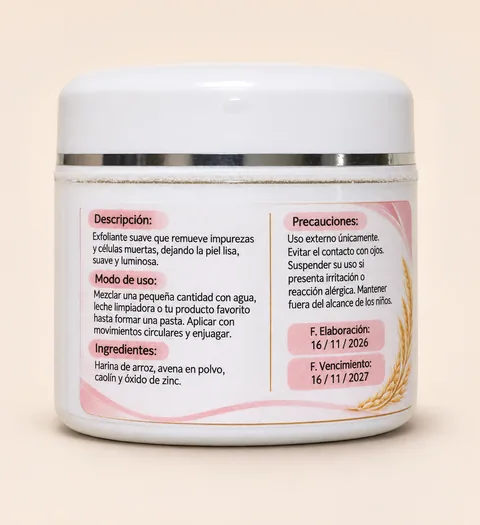 Descripción:
Exfoliante suave que remueve impurezas
y células muertas, dejando la piel lisa,
suave y luminosa.
Modo de uso:
Mezclar una pequeña cantidad con agua,
leche limpiadora o tu producto favorito
hasta formar una pasta. Aplicar con
movimientos circulares y enjuagar.
Ingredientes:
Harina de arroz, avena en polvo,
caolín y óxido de zinc.
Precauciones:
Uso externo únicamente.
Evitar el contacto con ojos.
Suspender su uso si
presenta irritación o
reacción alérgica. Mantener
fuera del alcance de los niños.
F. Elaboración:
16 / 11 / 2026
F. Vencimiento:
16 / 11 / 2027